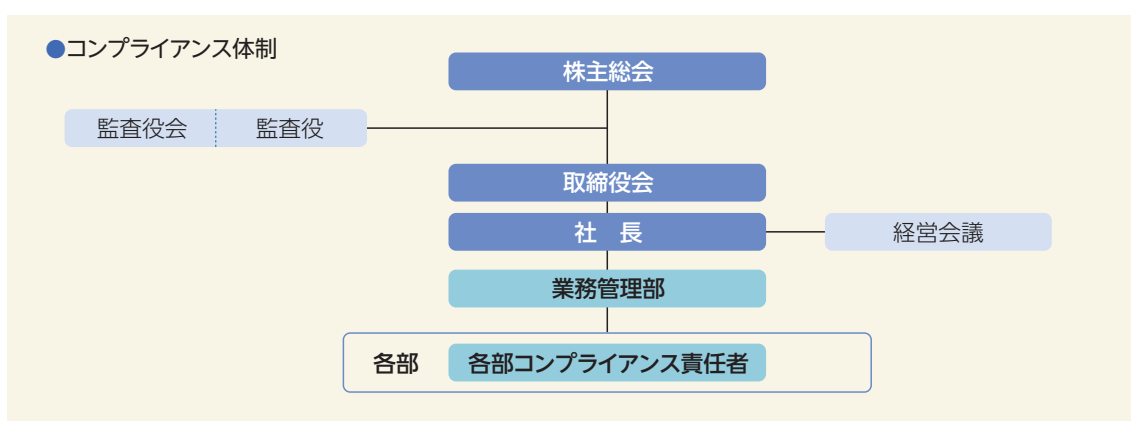 ●コンプライアンス体制
株主総会
監査役会 監査役
取締役会
社　長
経営会議
業務管理部
各部 各部コンプライアンス責任者